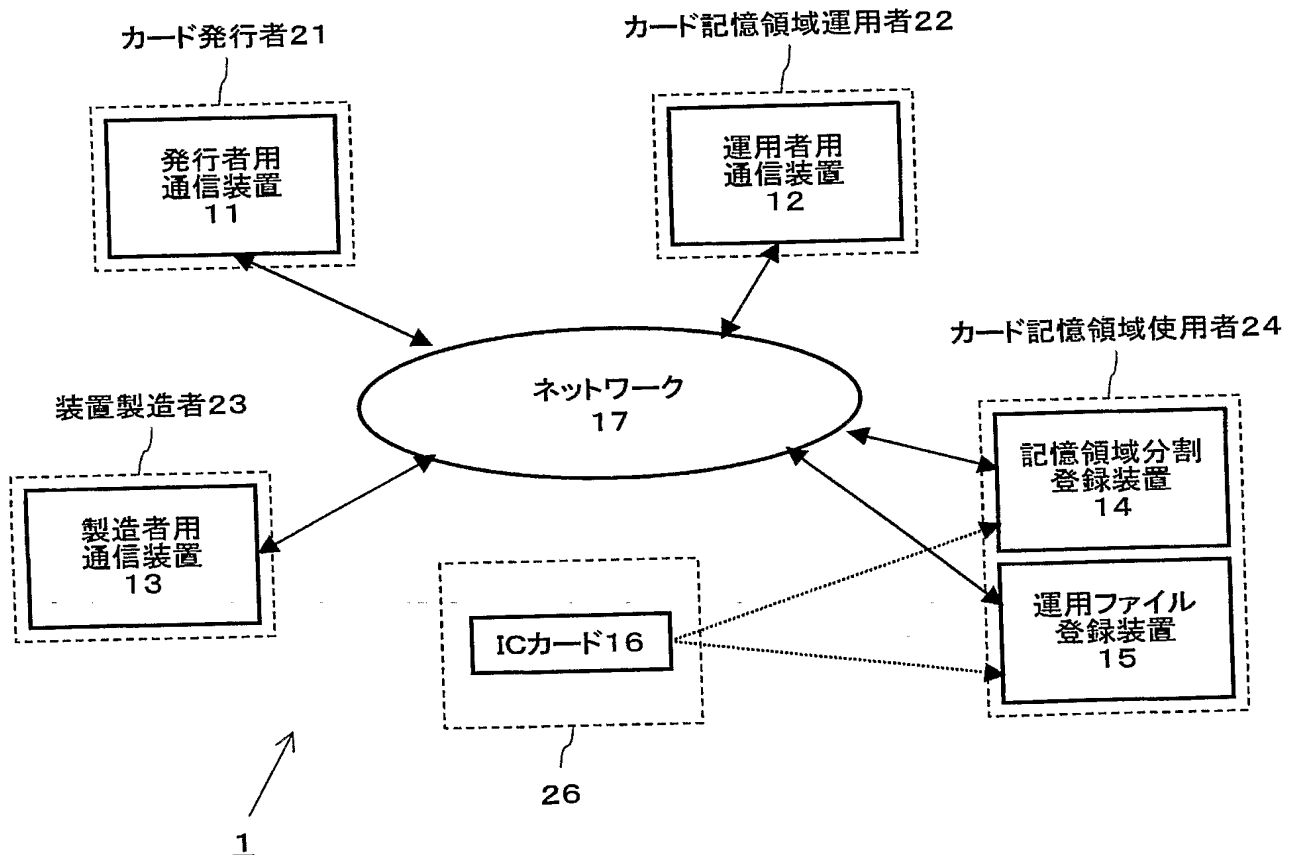 カード発行者21
カード記憶領域運用者22
発行者用
通信装置
11
運用者用
通信装置
12
カード記憶領域使用者24
ネットワーク
17
装置製造者23
記憶領域分割
登録装置
14
製造者用
通信装置
13
運用ファイル
登録装置
15
ICカード16
26
1